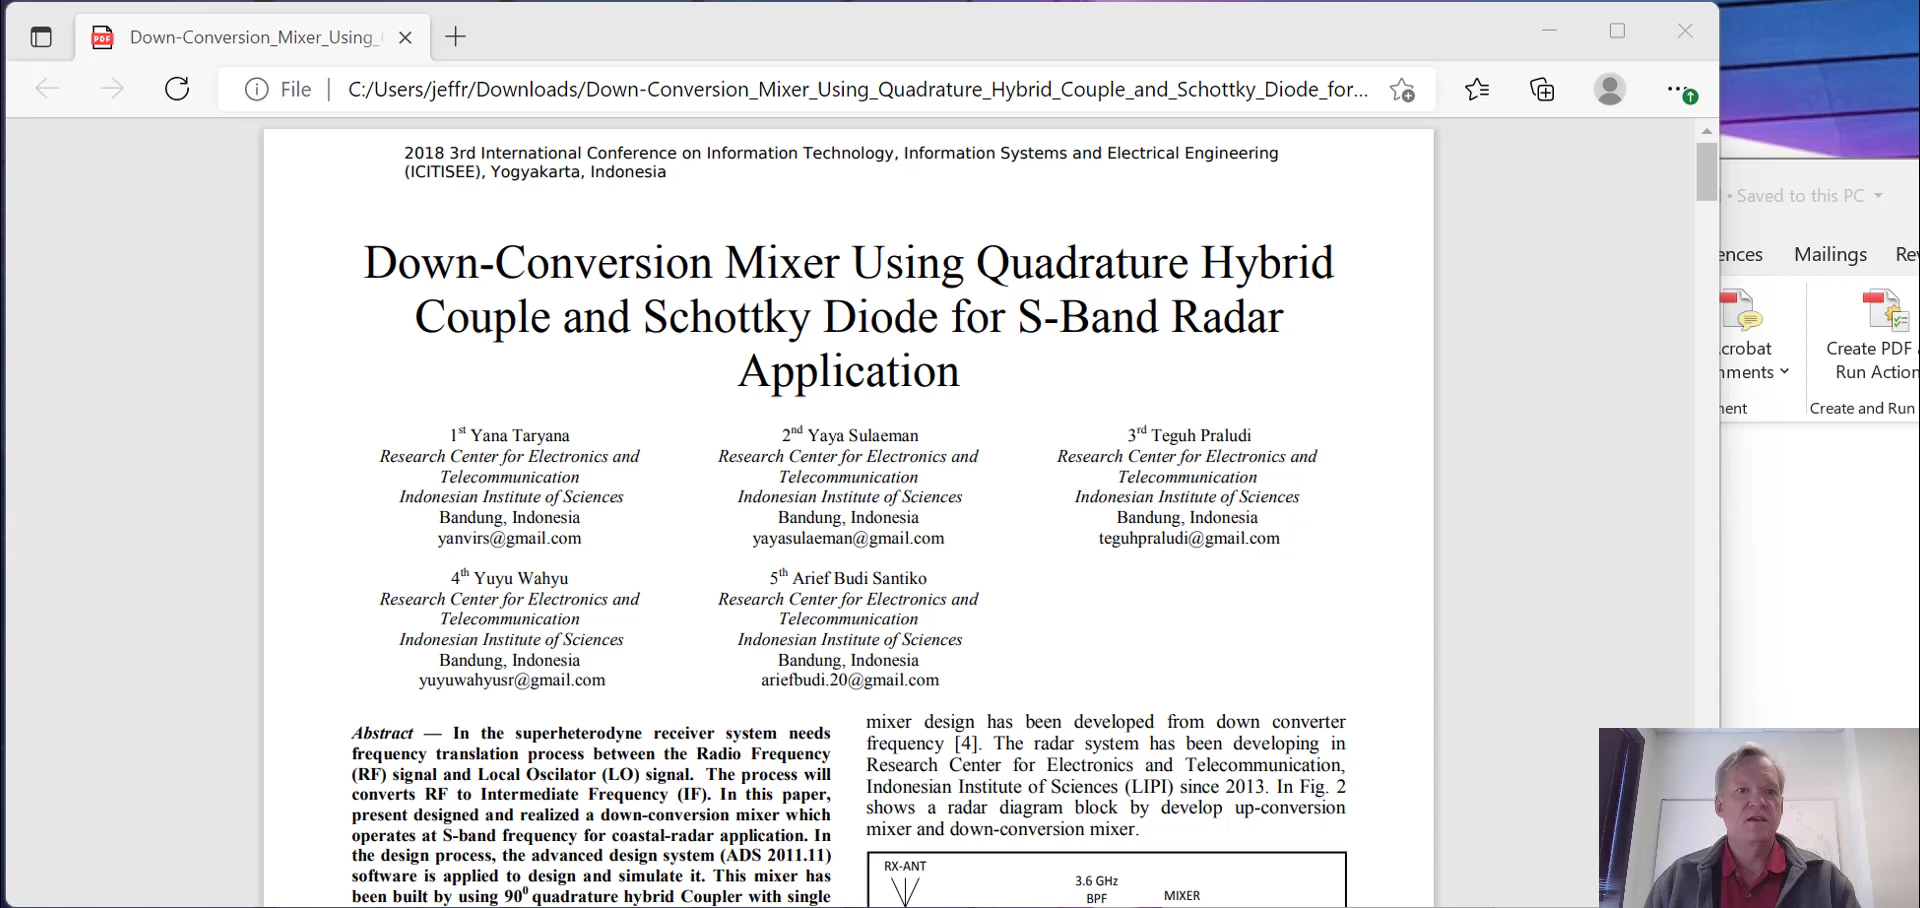 Down-Conversion_Mixer_Using_
File
C:/Users/jeffr/Downloads/Down-Conversion_Mixer_Using_Quadrature_Hybrid_Couple_and_Schottky_Diode_for...
2018 3rd International Conference on Information Technology, Information Systems and Electrical Engineering
(ICITISEE), Yogyakarta, Indonesia
Down-Conversion Mixer Using Quadrature Hybrid
Couple and Schottky Diode for S-Band Radar
Application
1st Yana Taryana
Research Center for Electronics and
Telecommunication
Indonesian Institute of Sciences
Bandung, Indonesia
yanvirs@gmail.com
2nd Yaya Sulaeman
Research Center for Electronics and
Telecommunication
Indonesian Institute of Sciences
Bandung, Indonesia
yayasulaeman@gmail.com
3rd Teguh Praludi
Research Center for Electronics and
Telecommunication
Indonesian Institute of Sciences
Bandung, Indonesia
teguhpraludi@gmail.com
4th Yuyu Wahyu
Research Center for Electronics and
Telecommunication
Indonesian Institute of Sciences
Bandung, Indonesia
yuyuwahyusr@gmail.com
5th Arief Budi Santiko
Research Center for Electronics and
Telecommunication
Indonesian Institute of Sciences
Bandung, Indonesia
ariefbudi.20@gmail.com
Abstract — In the superheterodyne receiver system needs
frequency translation process between the Radio Frequency
(RF) signal and Local Oscilator (LO) signal. The process will
converts RF to Intermediate Frequency (IF). In this paper,
present designed and realized a down-conversion mixer which
operates at S-band frequency for coastal-radar application. In
the design process, the advanced design system (ADS 2011.11)
software is applied to design and simulate it. This mixer has
been built by using 90⁰ quadrature hybrid Coupler with single
mixer design has been developed from down converter
frequency [4]. The radar system has been developing in
Research Center for Electronics and Telecommunication,
Indonesian Institute of Sciences (LIPI) since 2013. In Fig. 2
shows a radar diagram block by develop up-conversion
mixer and down-conversion mixer.
RX-ANT
3.6 GHz
BPF
MIXER
• Saved to this PC
ences
Mailings
Rev
crobat
mments
Create PDF a
Run Action
ment
Create and Run
PDF